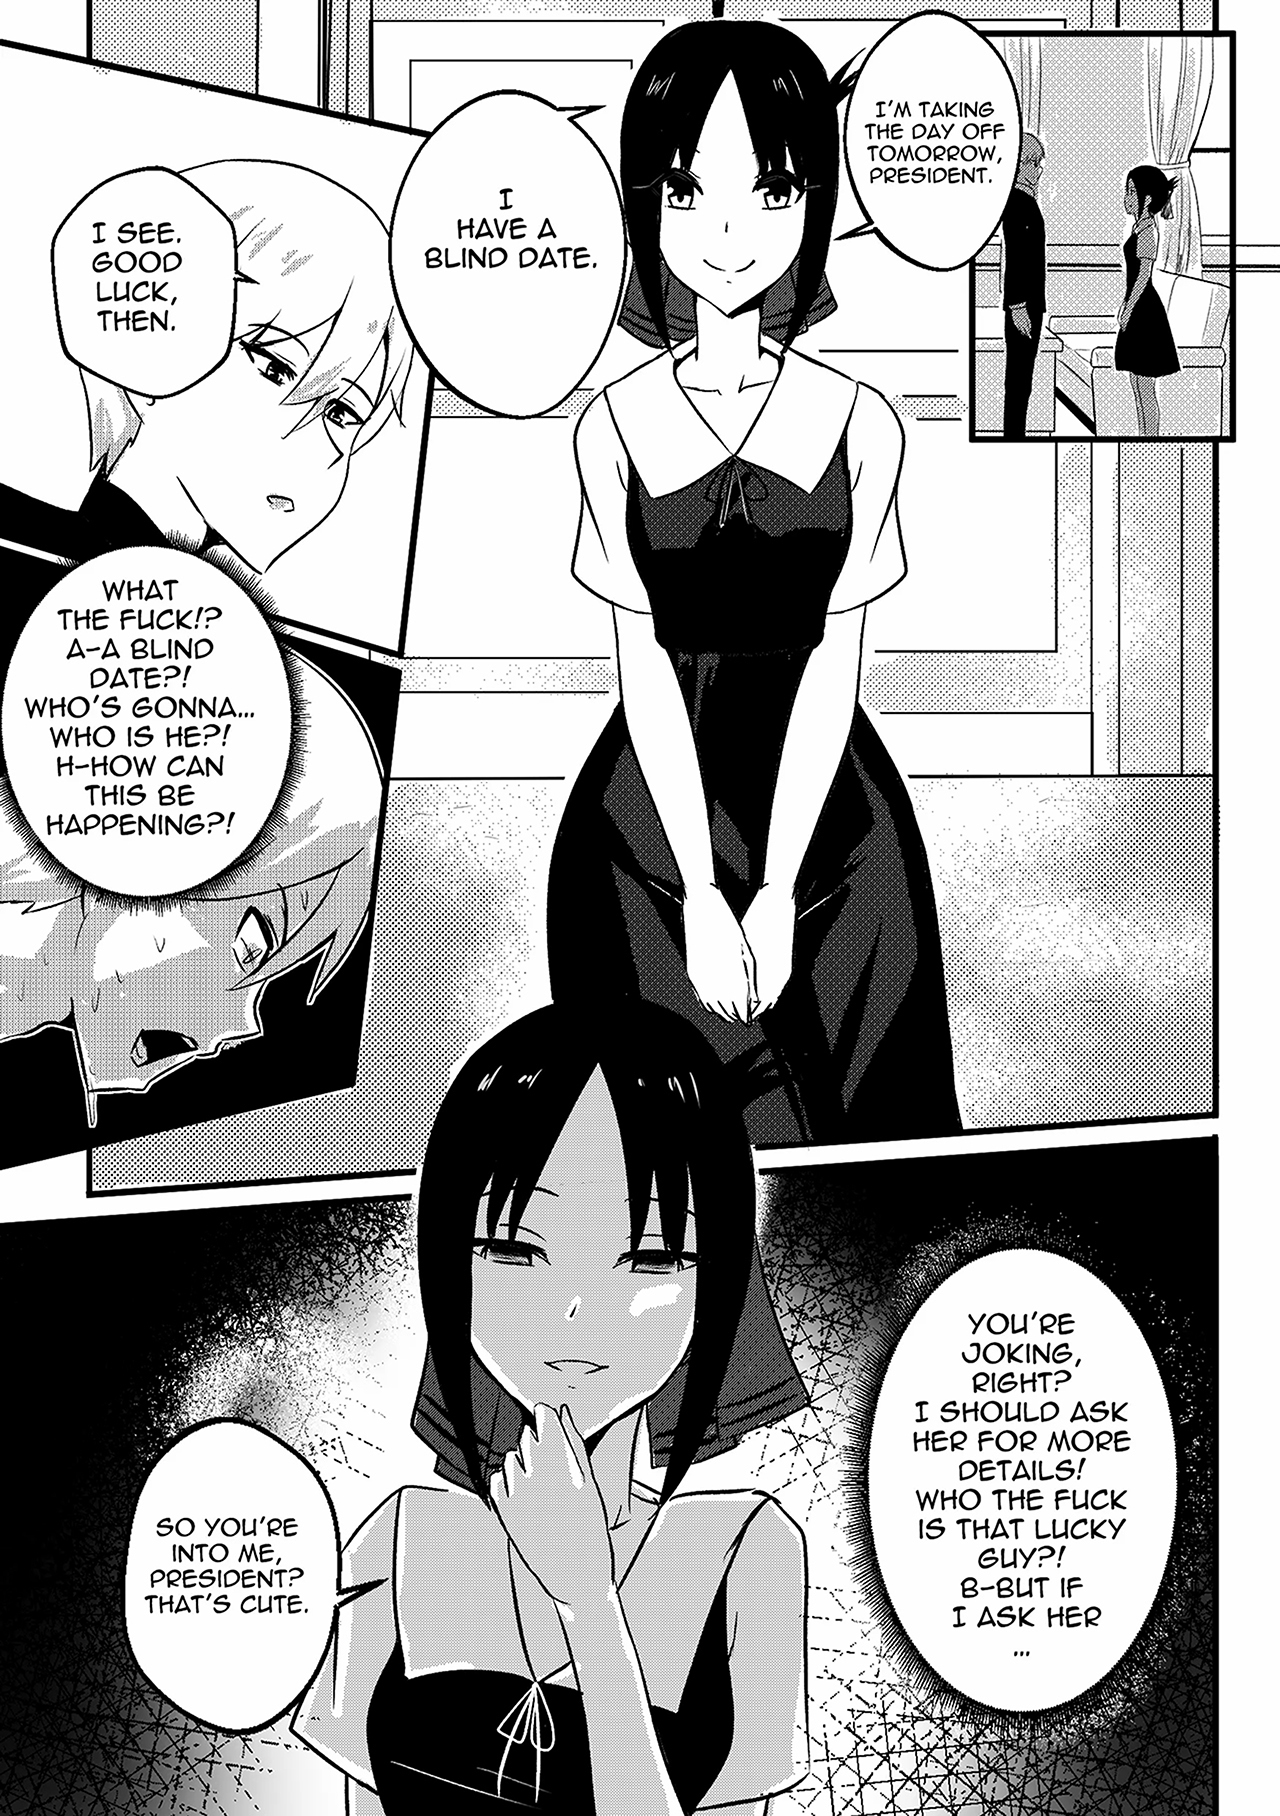 I'M TAKING
THE DAY OFF
TOMORROW,
PRESIDENT.
I
HAVE A
BLIND DATE.
I SEE.
GOOD
LUCK,
THEN.
WHAT
THE FUCK!?
A-A BLIND
DATE?!
WHO'S GONNA...
WHO IS HE?!
H-HOW CAN
THIS BE
HAPPENING?!
YOU'RE
JOKING,
RIGHT?
I SHOULD ASK
HER FOR MORE
DETAILS!
WHO THE FUCK
IS THAT LUCKY
GUY?!
B-BUT IF
I ASK HER
...
SO YOU'RE
INTO ME,
PRESIDENT?
THAT'S CUTE.